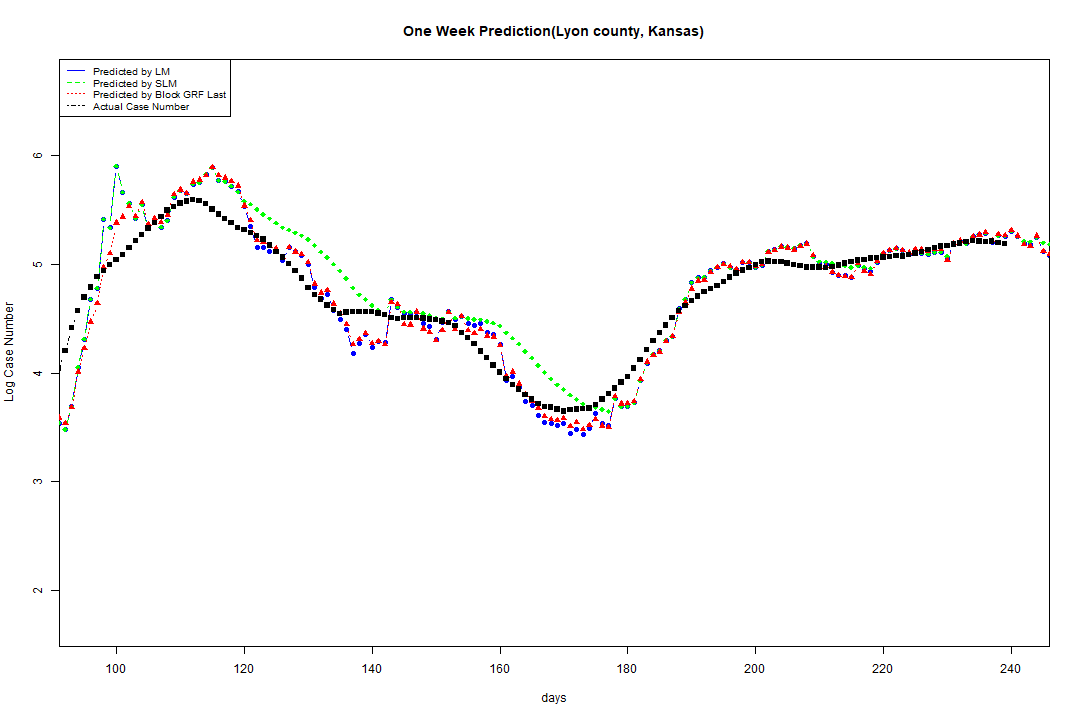 One Week Prediction(Lyon county, Kansas)
Predicted by LM
Predicted by SLM
Predicted by Block GRF Last
Actual Case Number
Log Case Number
6
5
4
3
2
100 120 140 160 180 200 220 240
days